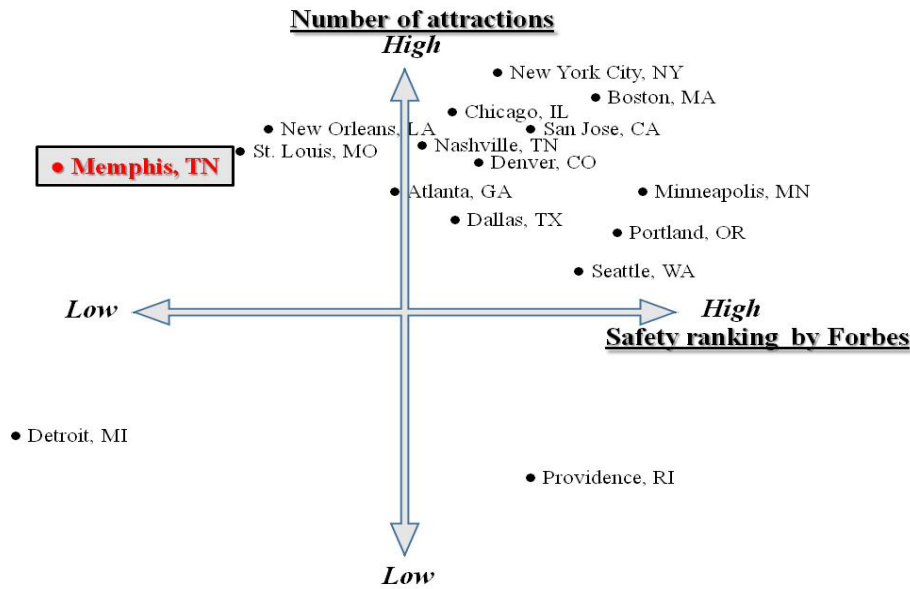 Number of attractions
High
New York City, NY
Boston, MA
Chicago, IL
New Orleans, LA
San Jose, CA
Nashville, TN
St. Louis, MO
Denver, CO
Memphis, TN
Atlanta, GA
Minneapolis, MN
Dallas, TX
Portland, OR
Seattle, WA
Low
High
Safety ranking by Forbes
Detroit, MI
Providence, RI
Low